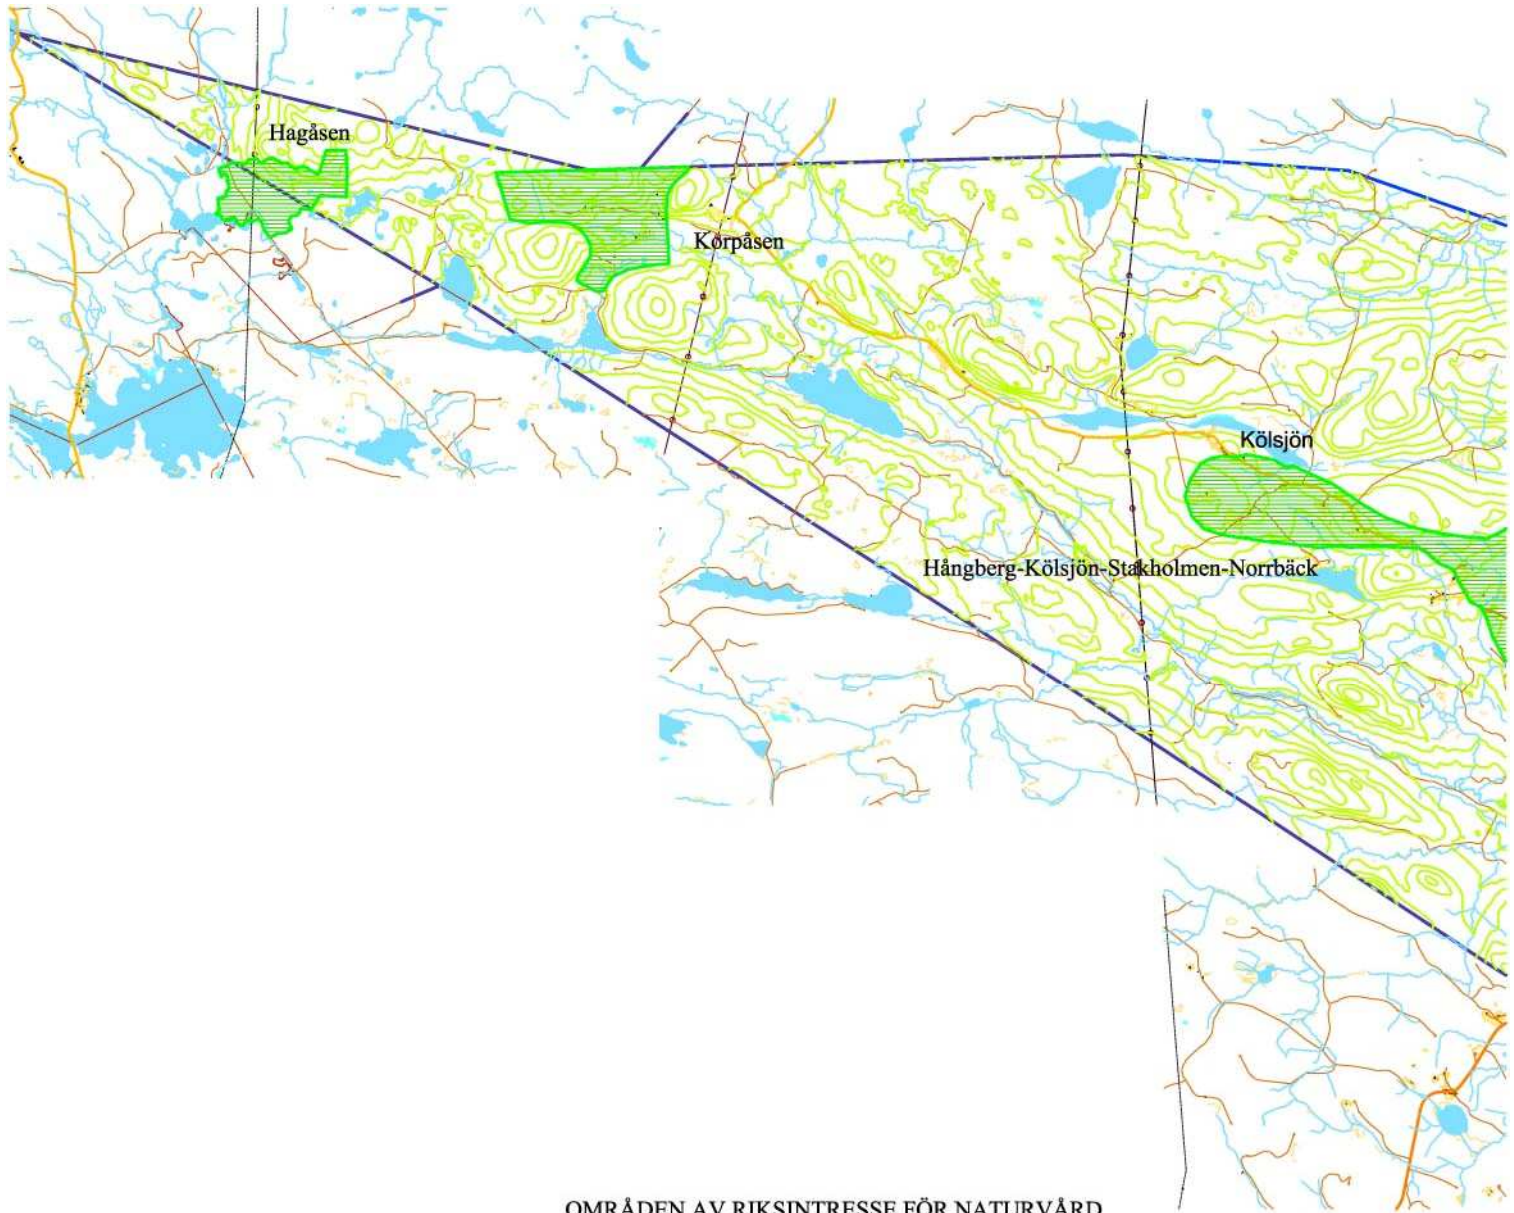 Hagåsen
Korpåsen
Kölsjön
Hångberg-Kölsjön-Stakholmen-Norrbäck
OMRÅDEN AV RIKSINTRESSE FÖR NATURVÅRD